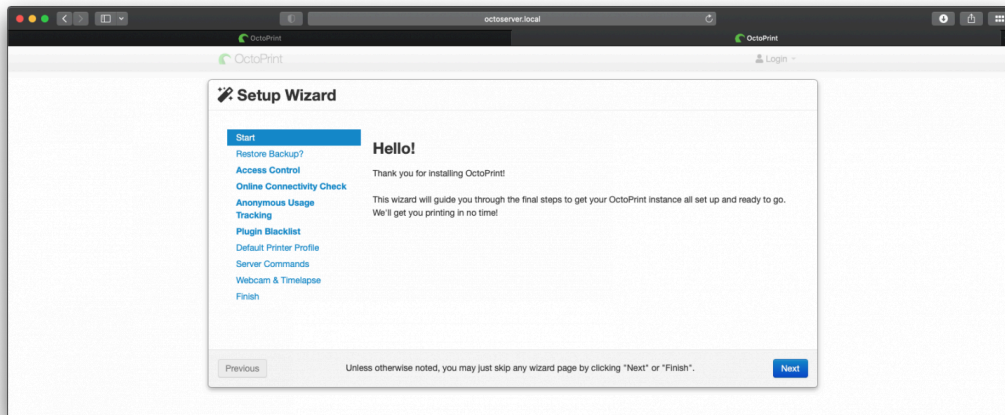 octoserver.local
OctoPrint
OctoPrint
OctoPrint
Login
Setup Wizard
Start
Restore Backup?
Access Control
Online Connectivity Check
Anonymous Usage
Tracking
Plugin Blacklist
Default Printer Profile
Server Commands
Webcam & Timelapse
Finish
Hello!
Thank you for installing OctoPrint!
This wizard will guide you through the final steps to get your OctoPrint instance all set up and ready to go.
We'll get you printing in no time!
Previous
Unless otherwise noted, you may just skip any wizard page by clicking "Next" or "Finish".
Next